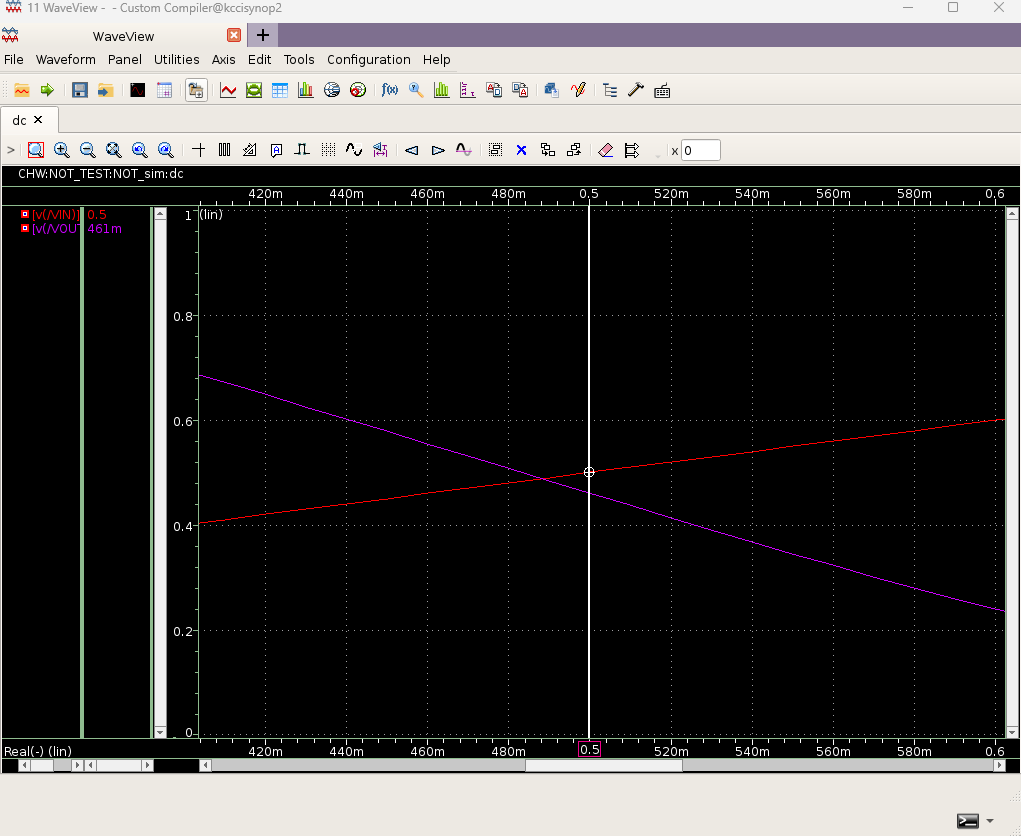 11 WaveView - - Custom Compiler@kccisynop2
WaveView
File Waveform Panel Utilities Axis Edit Tools Configuration Help
dc
> x 0
CHW:NOT_TEST:NOT_sim:dc
420m 440m 460m 480m 0.5 520m 540m 560m 580m 0.6
[v(/VIN)] 0.5
[v(/VOUT 461m
1 (lin)
0.8
0.6
0.4
0.2
0
Real(-) (lin)
420m 440m 460m 480m 0.5 520m 540m 560m 580m 0.6